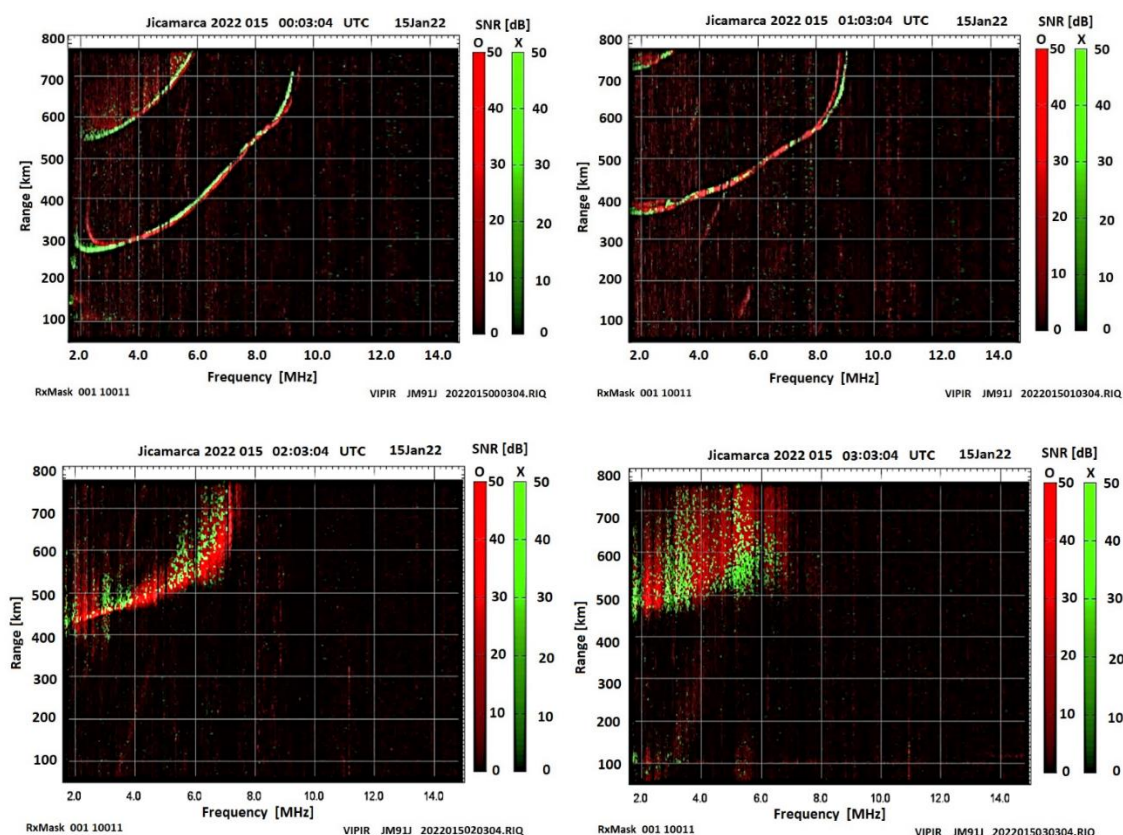 Jicamarca 2022 015 00:03:04 UTC 15Jan22 SNR [dB]
O X
800
700
600
500
400
300
200
100
Range [km]
50 50
40 40
30 30
20 20
10 10
0 0
2.0 4.0 6.0 8.0 10.0 12.0 14.0
Frequency [MHz]
RxMask 001 10011 VIPIR JM91J 2022015000304.RIQ
Jicamarca 2022 015 01:03:04 UTC 15Jan22 SNR [dB]
O X
800
700
600
500
400
300
200
100
Range [km]
50 50
40 40
30 30
20 20
10 10
0 0
2.0 4.0 6.0 8.0 10.0 12.0 14.0
Frequency [MHz]
RxMask 001 10011 VIPIR JM91J 2022015010304.RIQ
Jicamarca 2022 015 02:03:04 UTC 15Jan22 SNR [dB]
O X
800
700
600
500
400
300
200
100
Range [km]
50 50
40 40
30 30
20 20
10 10
0 0
2.0 4.0 6.0 8.0 10.0 12.0 14.0
Frequency [MHz]
RxMask 001 10011 VIPIR JM91J 2022015020304.RIQ
Jicamarca 2022 015 03:03:04 UTC 15Jan22 SNR [dB]
O X
800
700
600
500
400
300
200
100
Range [km]
50 50
40 40
30 30
20 20
10 10
0 0
2.0 4.0 6.0 8.0 10.0 12.0 14.0
Frequency [MHz]
RxMask 001 10011 VIPIR JM91J 2022015030304.RIQ